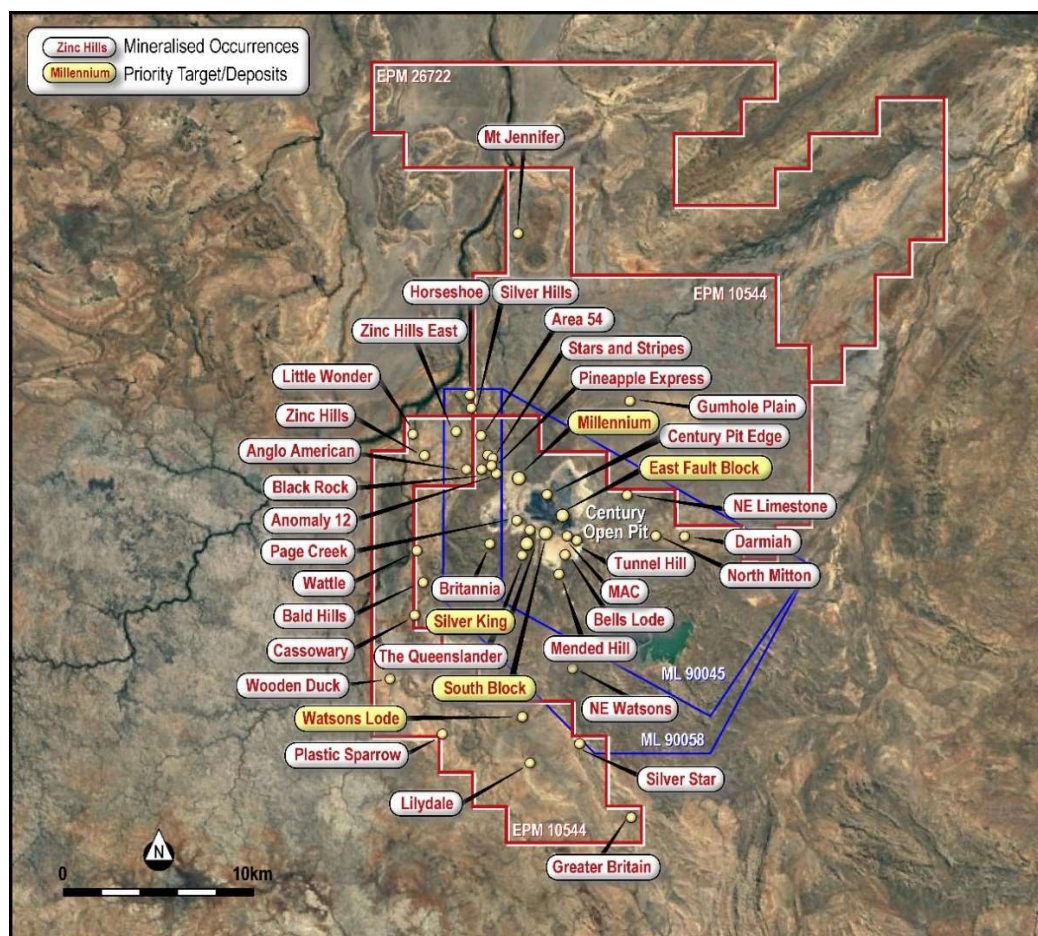 Zinc Hills Mineralised Occurrences
Millennium Priority Target/Deposits
EPM 26722
Mt Jennifer
EPM 10544
Horseshoe
Silver Hills
Zinc Hills East
Area 54
Stars and Stripes
Little Wonder
Pineapple Express
Zinc Hills
Gumhole Plain
Millennium
Century Pit Edge
Anglo American
East Fault Block
Black Rock
NE Limestone
Anomaly 12
Century
Open Pit
Darmiah
Page Creek
Tunnel Hill
North Mitton
Wattle
Britannia
MAC
Bald Hills
Silver King
Bells Lode
Cassowary
The Queenslander
Mended Hill
ML 90045
Wooden Duck
South Block
NE Watsons
Watsons Lode
ML 90058
Plastic Sparrow
Silver Star
Lilydale
EPM 10544
Greater Britain
N
0 10km